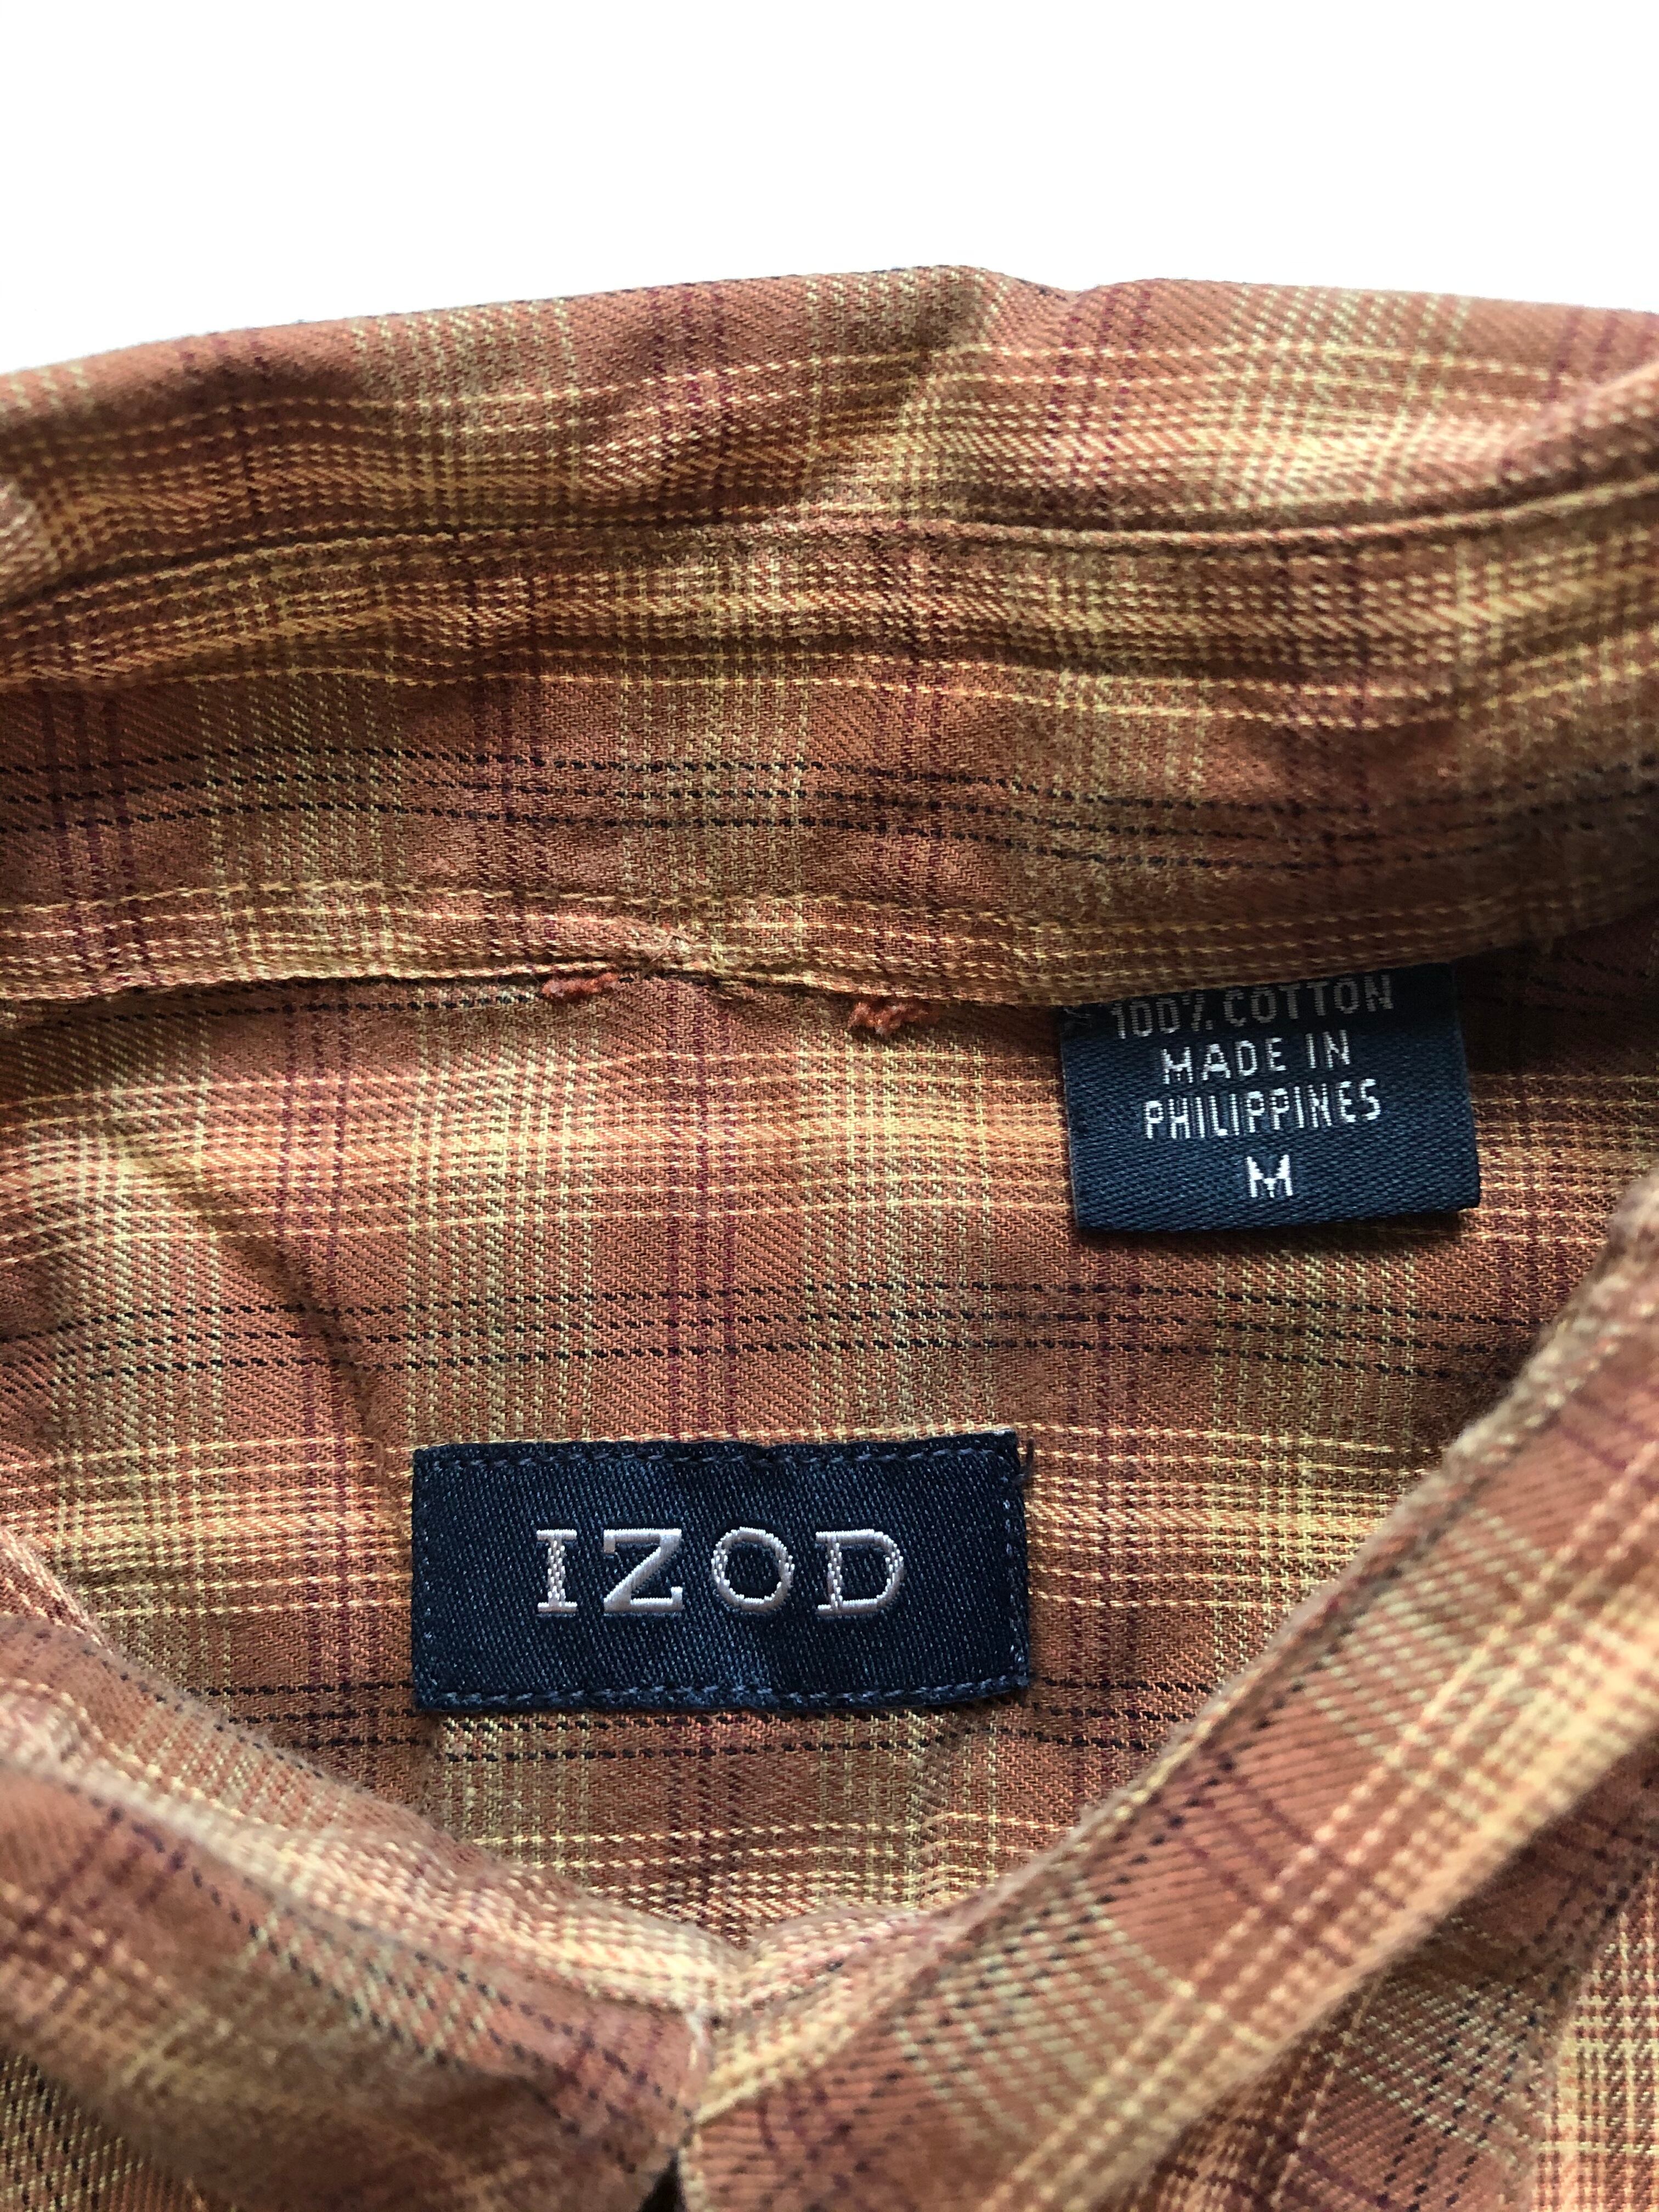 100% COTTON
MADE IN
PHILIPPINES
M
IZOD